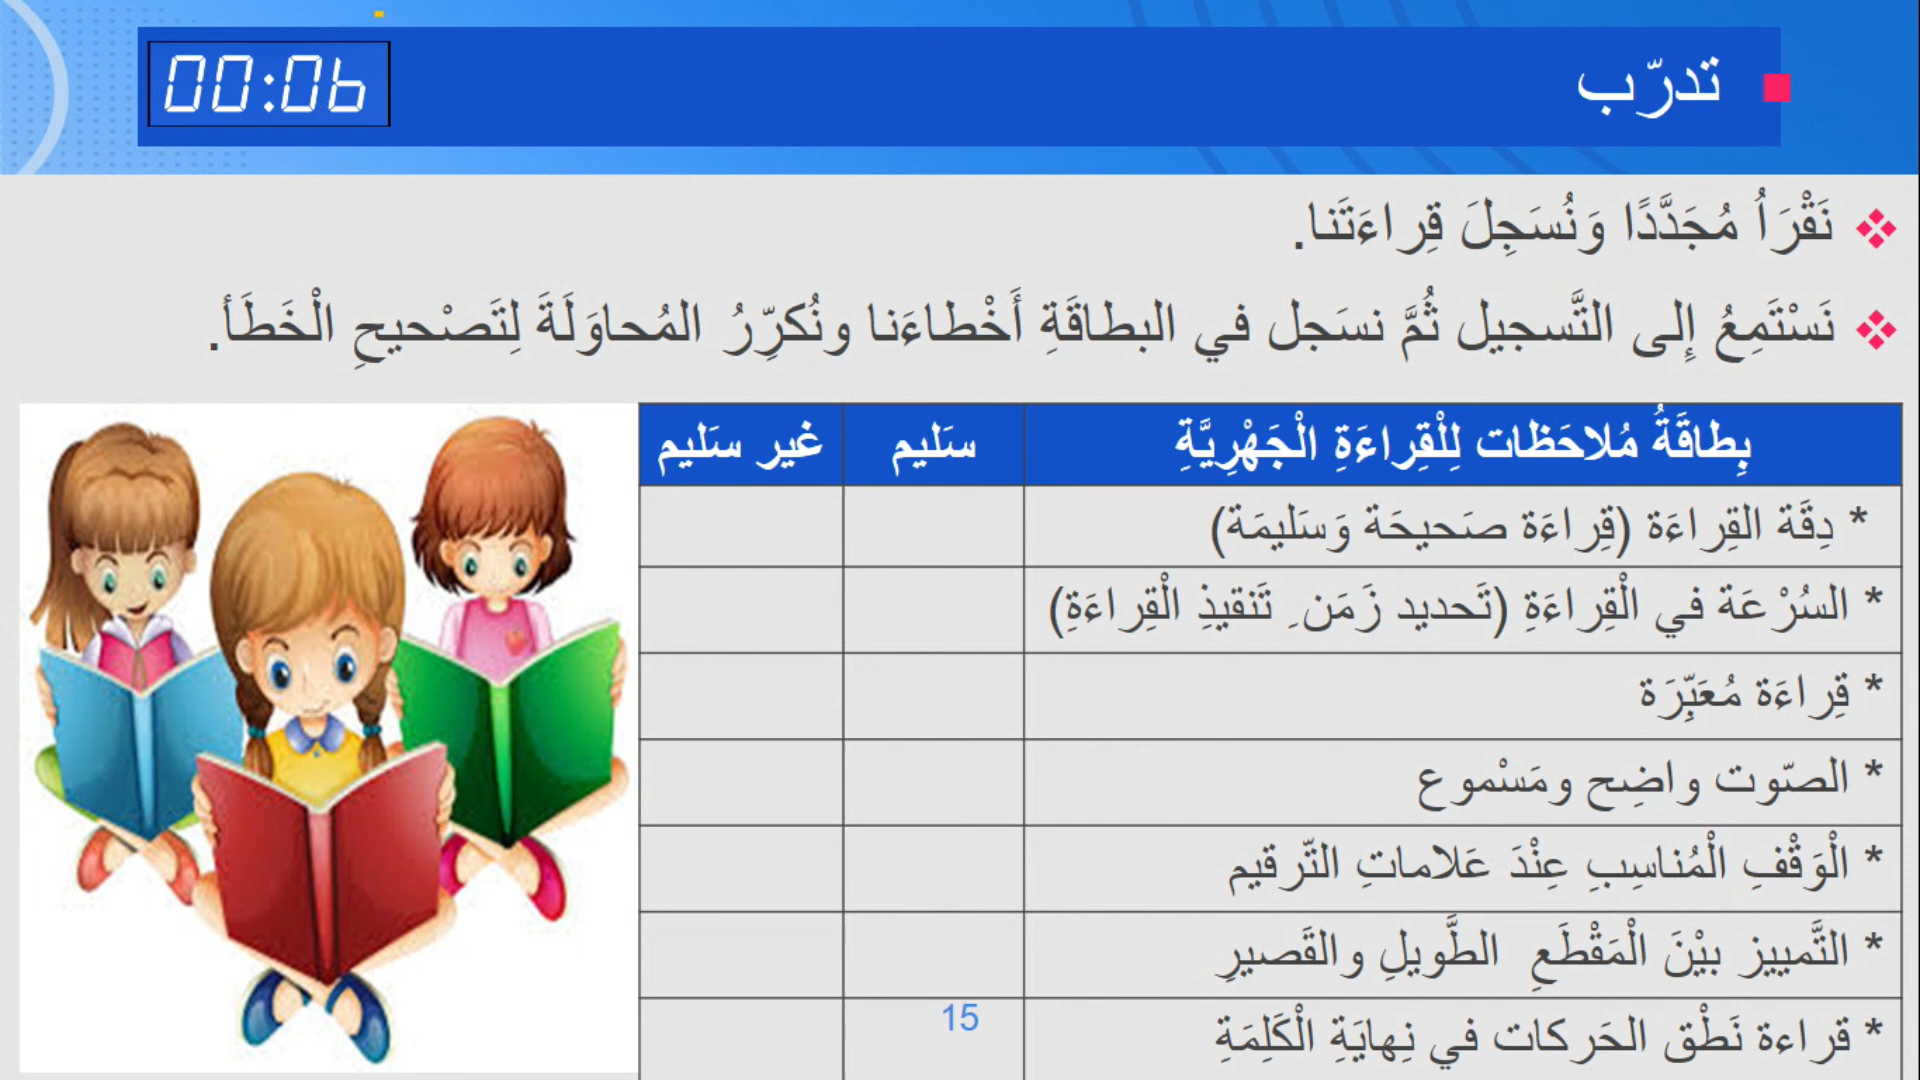 تدرّب
00:06
نَقْرَاُ مُجَدَّدًا وَنُسَجِلَ قِراءَتَنا.
نَسْتَمِعُ إِلى التَّسجيل ثُمَّ نسَجل في البطاقَةِ أَخْطاءَنا ونُكرِّرُ المُحاوَلَةَ لِتَصْحيحِ الْخَطَأ.
بِطاقَةُ مُلاحَظات لِلْقِراءَةِ الْجَهْرِيَّةِ سَليم غير سَليم
* دِقَّة القِراءَة (قِراءَة صَحيحَة وَسَليمَة)
* السُرْعَة في الْقِراءَةِ (تَحديد زَمَن ِ تَنقيذِ الْقِراءَةِ)
* قِراءَة مُعَبِّرَة
* الصّوت واضِح ومَسْموع
* الْوَقْفِ الْمُناسِبِ عِنْدَ عَلاماتِ التّرقيم
* التَّمييز بيْنَ الْمَقْطَعِ الطَّويلِ والقَصيرِ
* قراءة نَطْق الحَركات في نِهايَةِ الْكَلِمَةِ
15